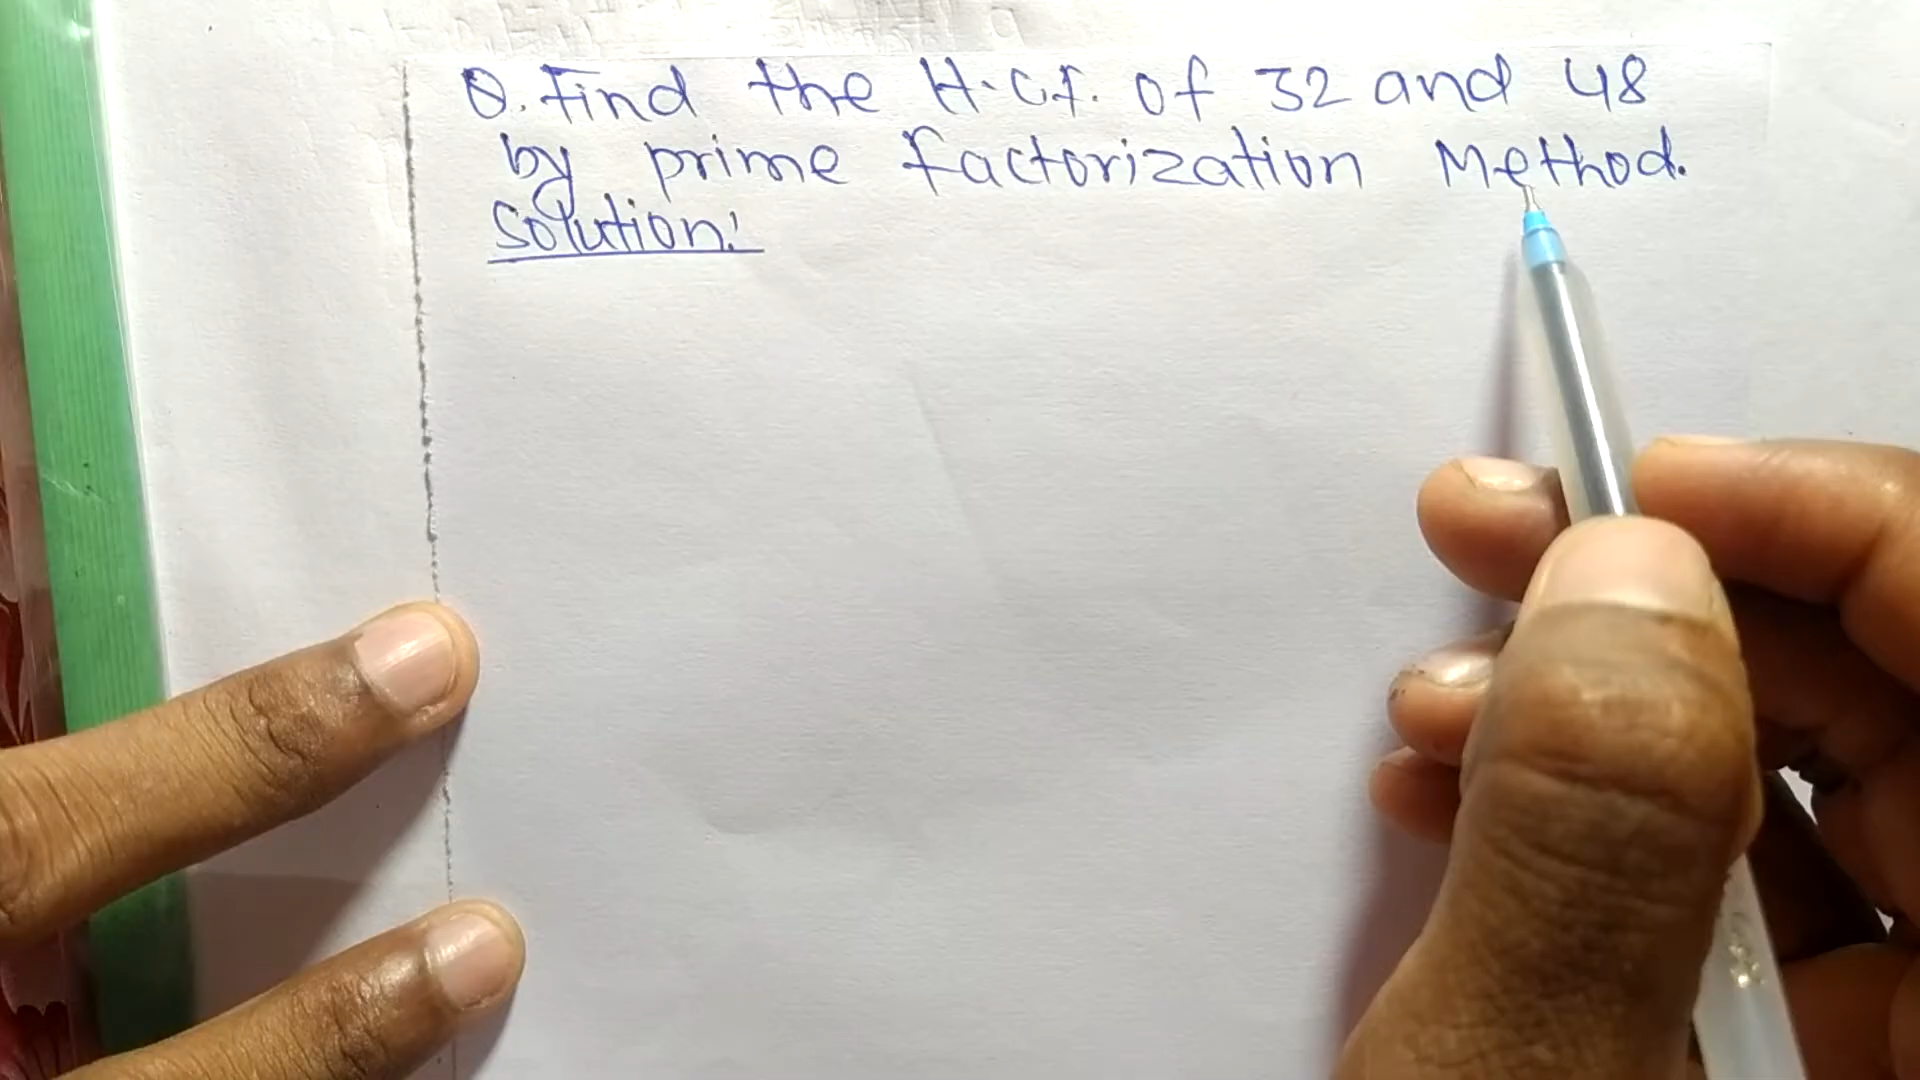 Q. Find the H.C.F. of 32 and 48
by prime factorization Method.
Solution: